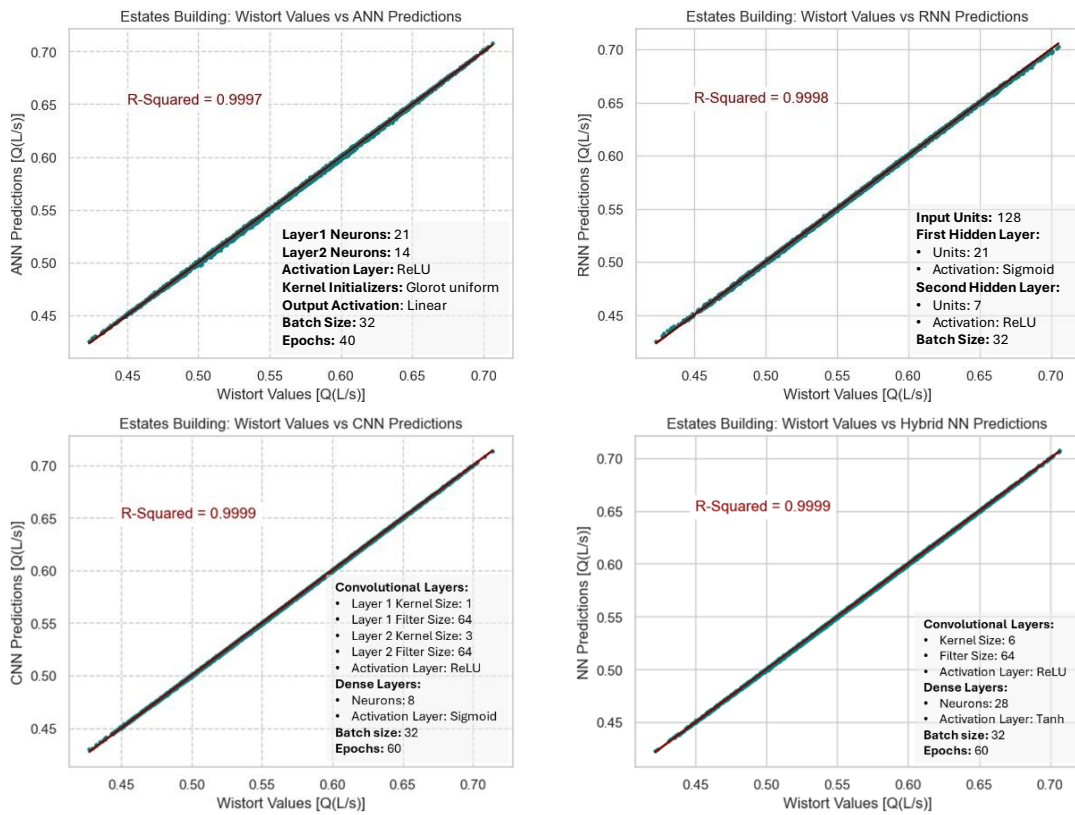 Estates Building: Wistort Values vs ANN Predictions
0.70
0.65
0.60
0.55
0.50
0.45
ANN Predictions [Q(L/s)]
R-Squared = 0.9997
Layer1 Neurons: 21
Layer2 Neurons: 14
Activation Layer: ReLU
Kernel Initializers: Glorot uniform
Output Activation: Linear
Batch Size: 32
Epochs: 40
0.45 0.50 0.55 0.60 0.65 0.70
Wistort Values [Q(L/s)]
Estates Building: Wistort Values vs RNN Predictions
0.70
0.65
0.60
0.55
0.50
0.45
RNN Predictions [Q(L/s)]
R-Squared = 0.9998
Input Units: 128
First Hidden Layer:
• Units: 21
• Activation: Sigmoid
Second Hidden Layer:
• Units: 7
• Activation: ReLU
Batch Size: 32
0.45 0.50 0.55 0.60 0.65 0.70
Wistort Values [Q(L/s)]
Estates Building: Wistort Values vs CNN Predictions
0.70
0.65
0.60
0.55
0.50
0.45
CNN Predictions [Q(L/s)]
R-Squared = 0.9999
Convolutional Layers:
• Layer 1 Kernel Size: 1
• Layer 1 Filter Size: 64
• Layer 2 Kernel Size: 3
• Layer 2 Filter Size: 64
• Activation Layer: ReLU
Dense Layers:
• Neurons: 8
• Activation Layer: Sigmoid
Batch size: 32
Epochs: 60
0.45 0.50 0.55 0.60 0.65 0.70
Wistort Values [Q(L/s)]
Estates Building: Wistort Values vs Hybrid NN Predictions
0.70
0.65
0.60
0.55
0.50
0.45
NN Predictions [Q(L/s)]
R-Squared = 0.9999
Convolutional Layers:
• Kernel Size: 6
• Filter Size: 64
• Activation Layer: ReLU
Dense Layers:
• Neurons: 28
• Activation Layer: Tanh
Batch size: 32
Epochs: 60
0.45 0.50 0.55 0.60 0.65 0.70
Wistort Values [Q(L/s)]